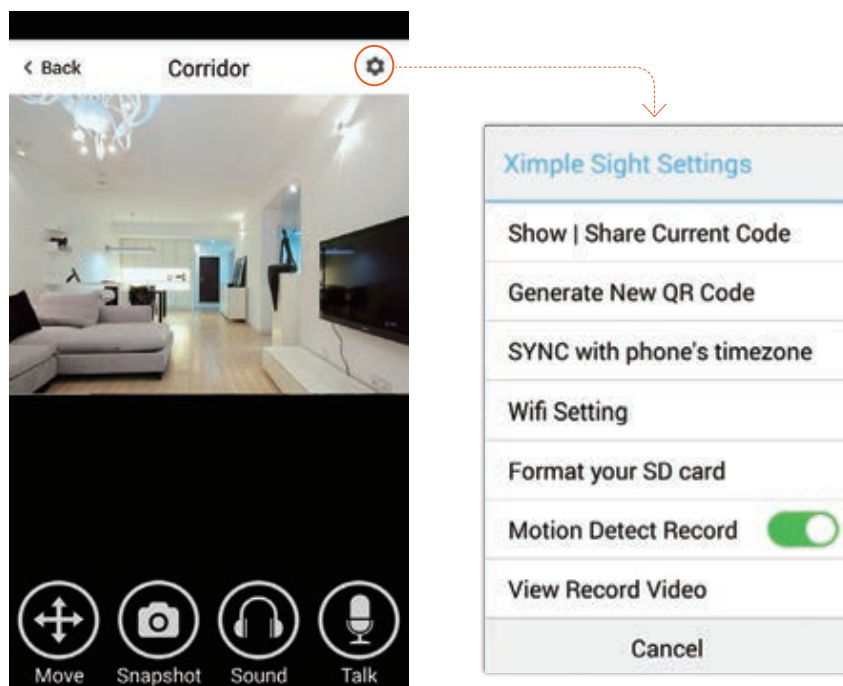 < Back Corridor
Move Snapshot Sound Talk
Ximple Sight Settings
Show | Share Current Code
Generate New QR Code
SYNC with phone's timezone
Wifi Setting
Format your SD card
Motion Detect Record
View Record Video
Cancel